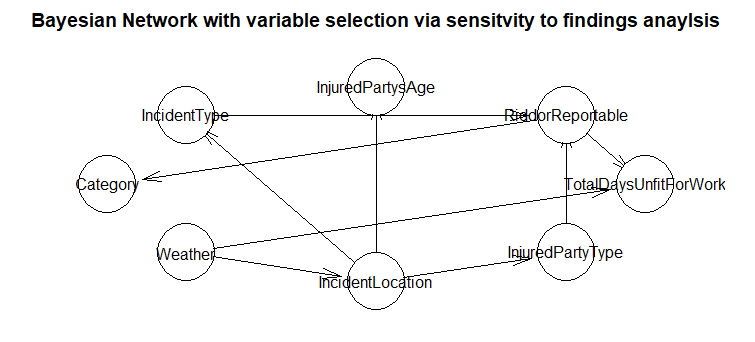 Bayesian Network with variable selection via sensitvity to findings anaylsis
InjuredPartysAge
IncidentType
RiddorReportable
Category
TotalDaysUnfitForWork
Weather
InjuredPartyType
IncidentLocation